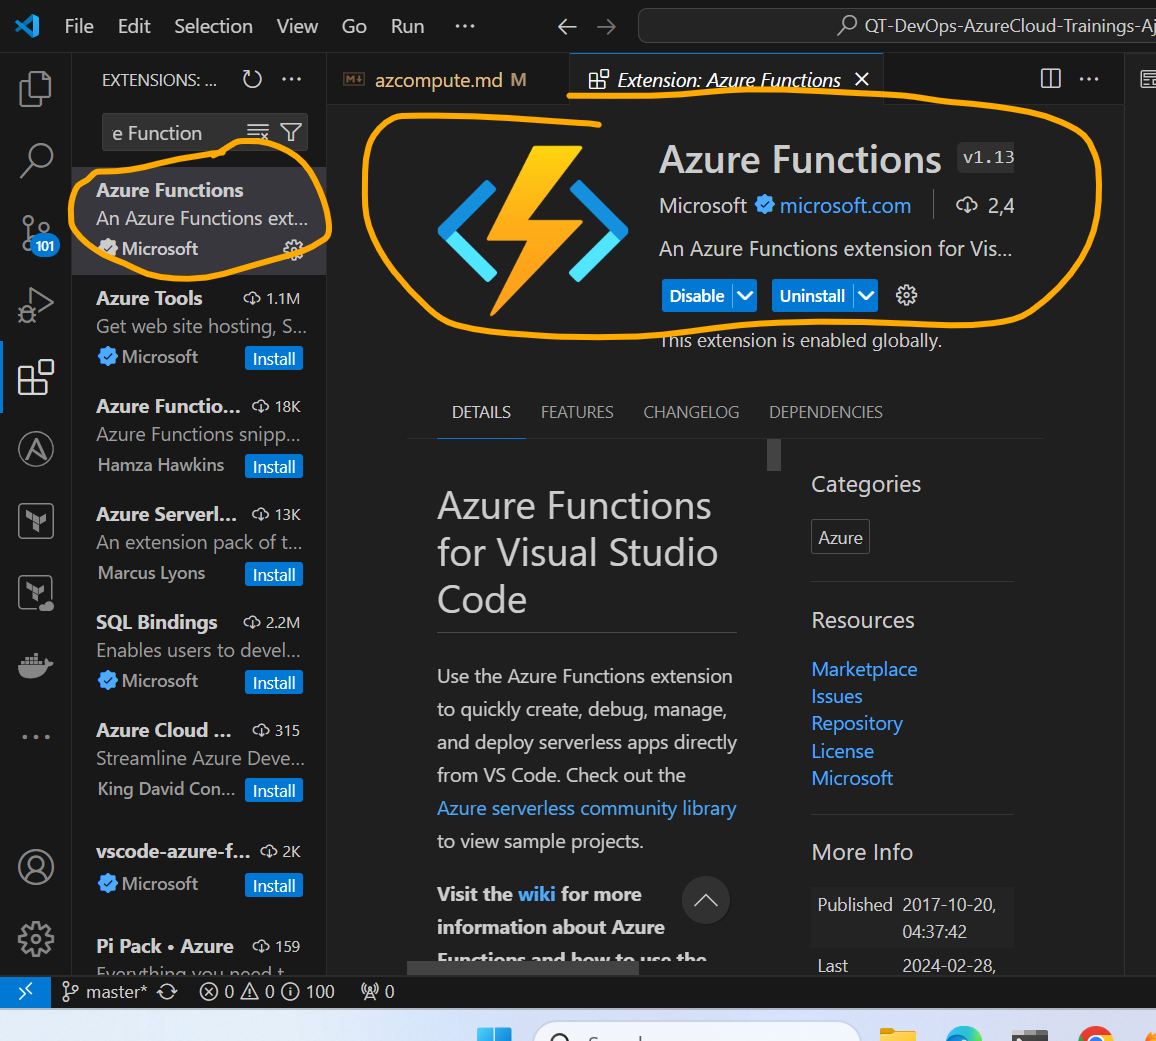 File Edit Selection View Go Run ···
QT-DevOps-AzureCloud-Trainings-Aj
EXTENSIONS: ...
azcompute.md M
Extension: Azure Functions
e Function
Azure Functions
An Azure Functions ext...
Microsoft
Azure Tools 1.1M
Get web site hosting, S...
Microsoft Install
Azure Functio... 18K
Azure Functions snipp...
Hamza Hawkins Install
Azure Serverl... 13K
An extension pack of t...
Marcus Lyons Install
SQL Bindings 2.2M
Enables users to devel...
Microsoft Install
Azure Cloud ... 315
Streamline Azure Deve...
King David Con... Install
vscode-azure-f... 2K
Microsoft Install
Pi Pack • Azure 159
Everything you need t
101
Azure Functions v1.13
Microsoft microsoft.com 2,4
An Azure Functions extension for Vis...
Disable Uninstall
This extension is enabled globally.
DETAILS FEATURES CHANGELOG DEPENDENCIES
Azure Functions
for Visual Studio
Code
Use the Azure Functions extension
to quickly create, debug, manage,
and deploy serverless apps directly
from VS Code. Check out the
Azure serverless community library
to view sample projects.
Visit the wiki for more
information about Azure
Functions and how to use the
Categories
Azure
Resources
Marketplace
Issues
Repository
License
Microsoft
More Info
Published 2017-10-20,
04:37:42
Last 2024-02-28,
master* 0 0 100 0